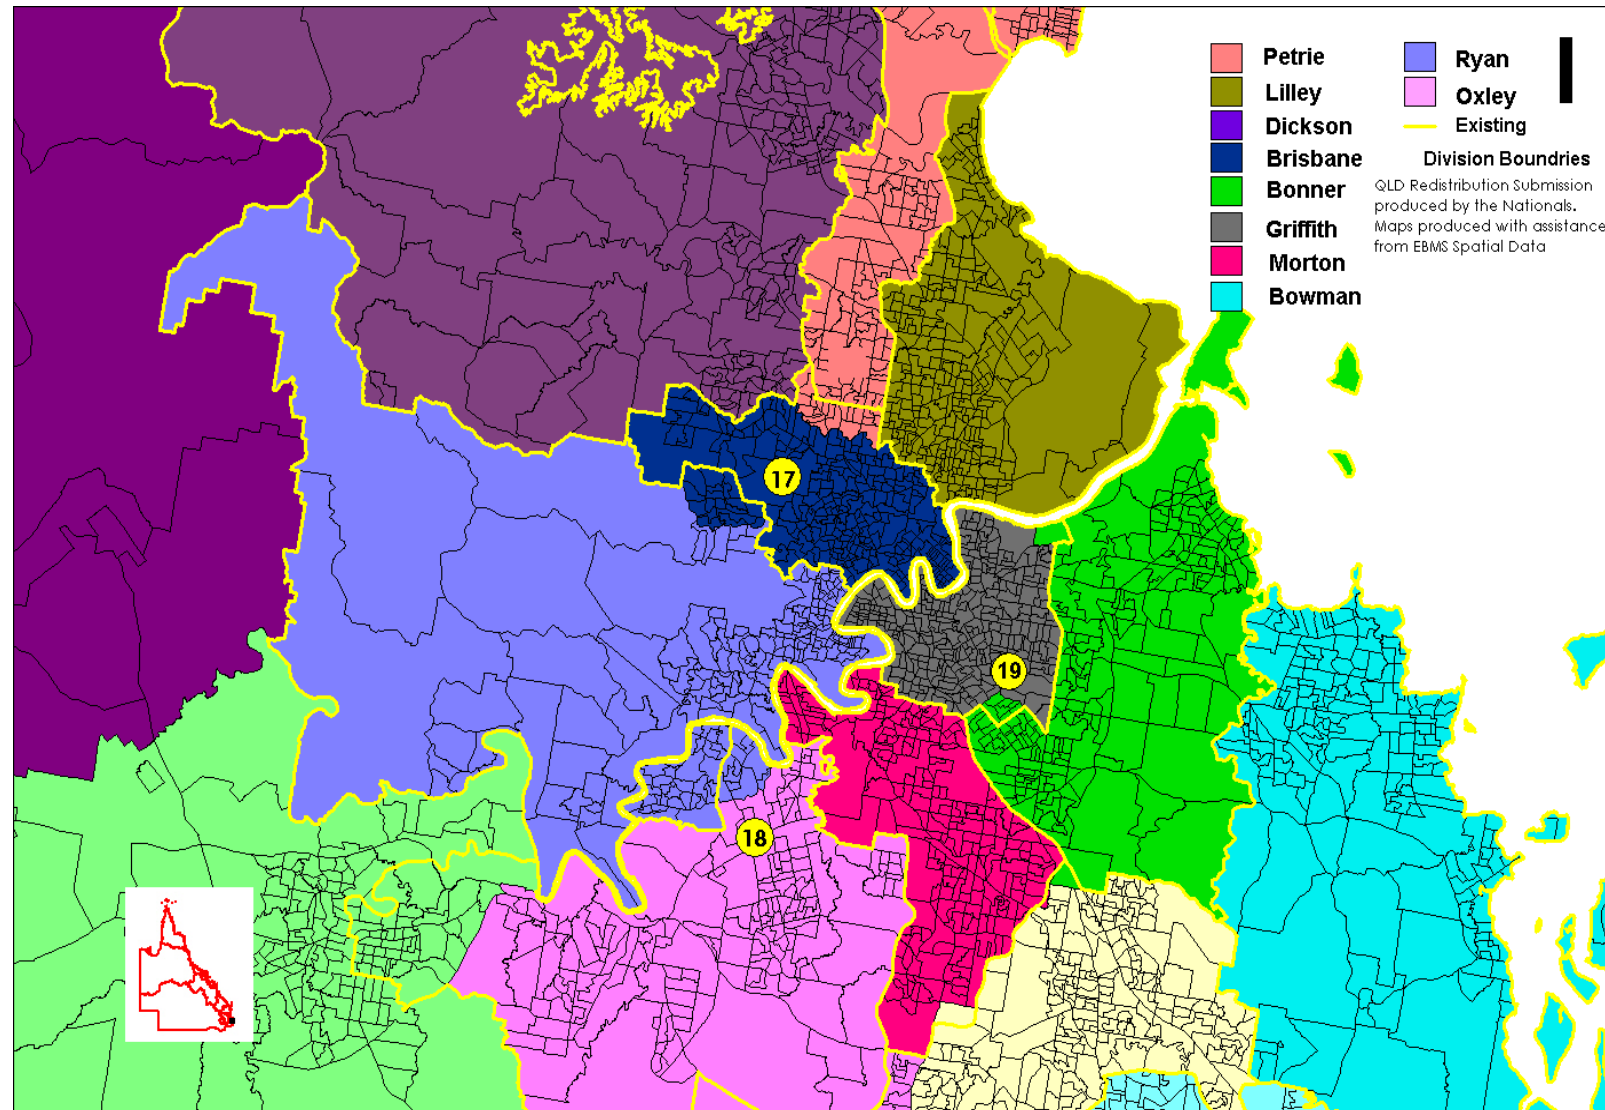 Petrie
Lilley
Dickson
Brisbane
Bonner
Griffith
Morton
Bowman
Ryan
Oxley
Existing
Division Boundries
QLD Redistribution Submission
produced by the Nationals.
Maps produced with assistance
from EBMS Spatial Data
17
19
18